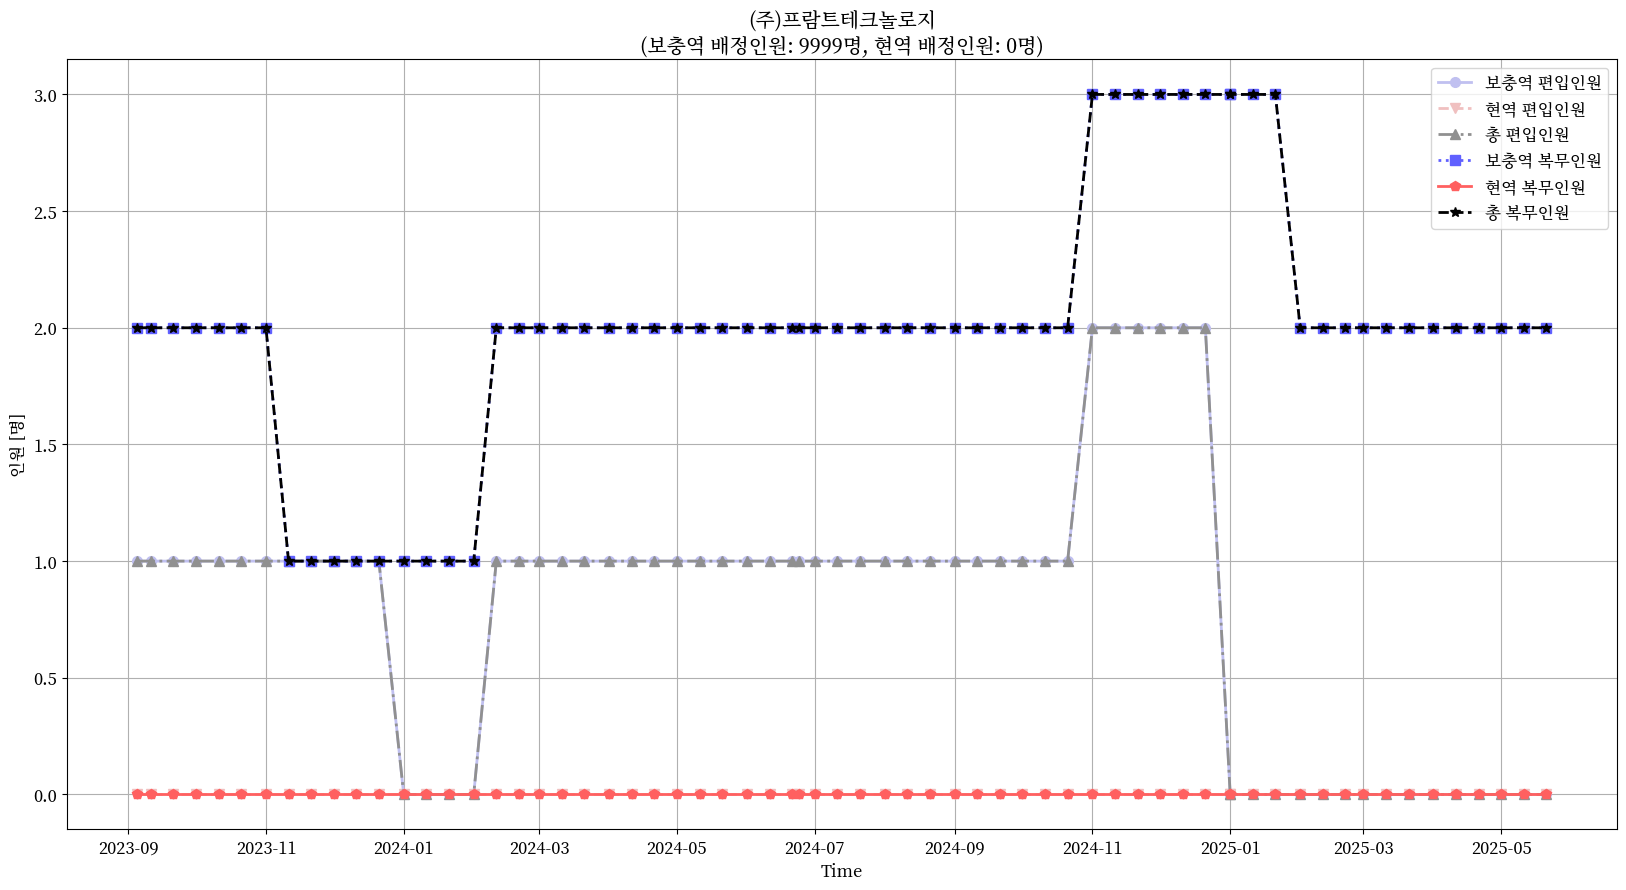 (주)프람트테크놀로지
(보충역 배정인원: 9999명, 현역 배정인원: 0명)
보충역 편입인원
현역 편입인원
총 편입인원
보충역 복무인원
현역 복무인원
총 복무인원
인원 [명]
3.0
2.5
2.0
1.5
1.0
0.5
0.0
2023-09 2023-11 2024-01 2024-03 2024-05 2024-07 2024-09 2024-11 2025-01 2025-03 2025-05
Time